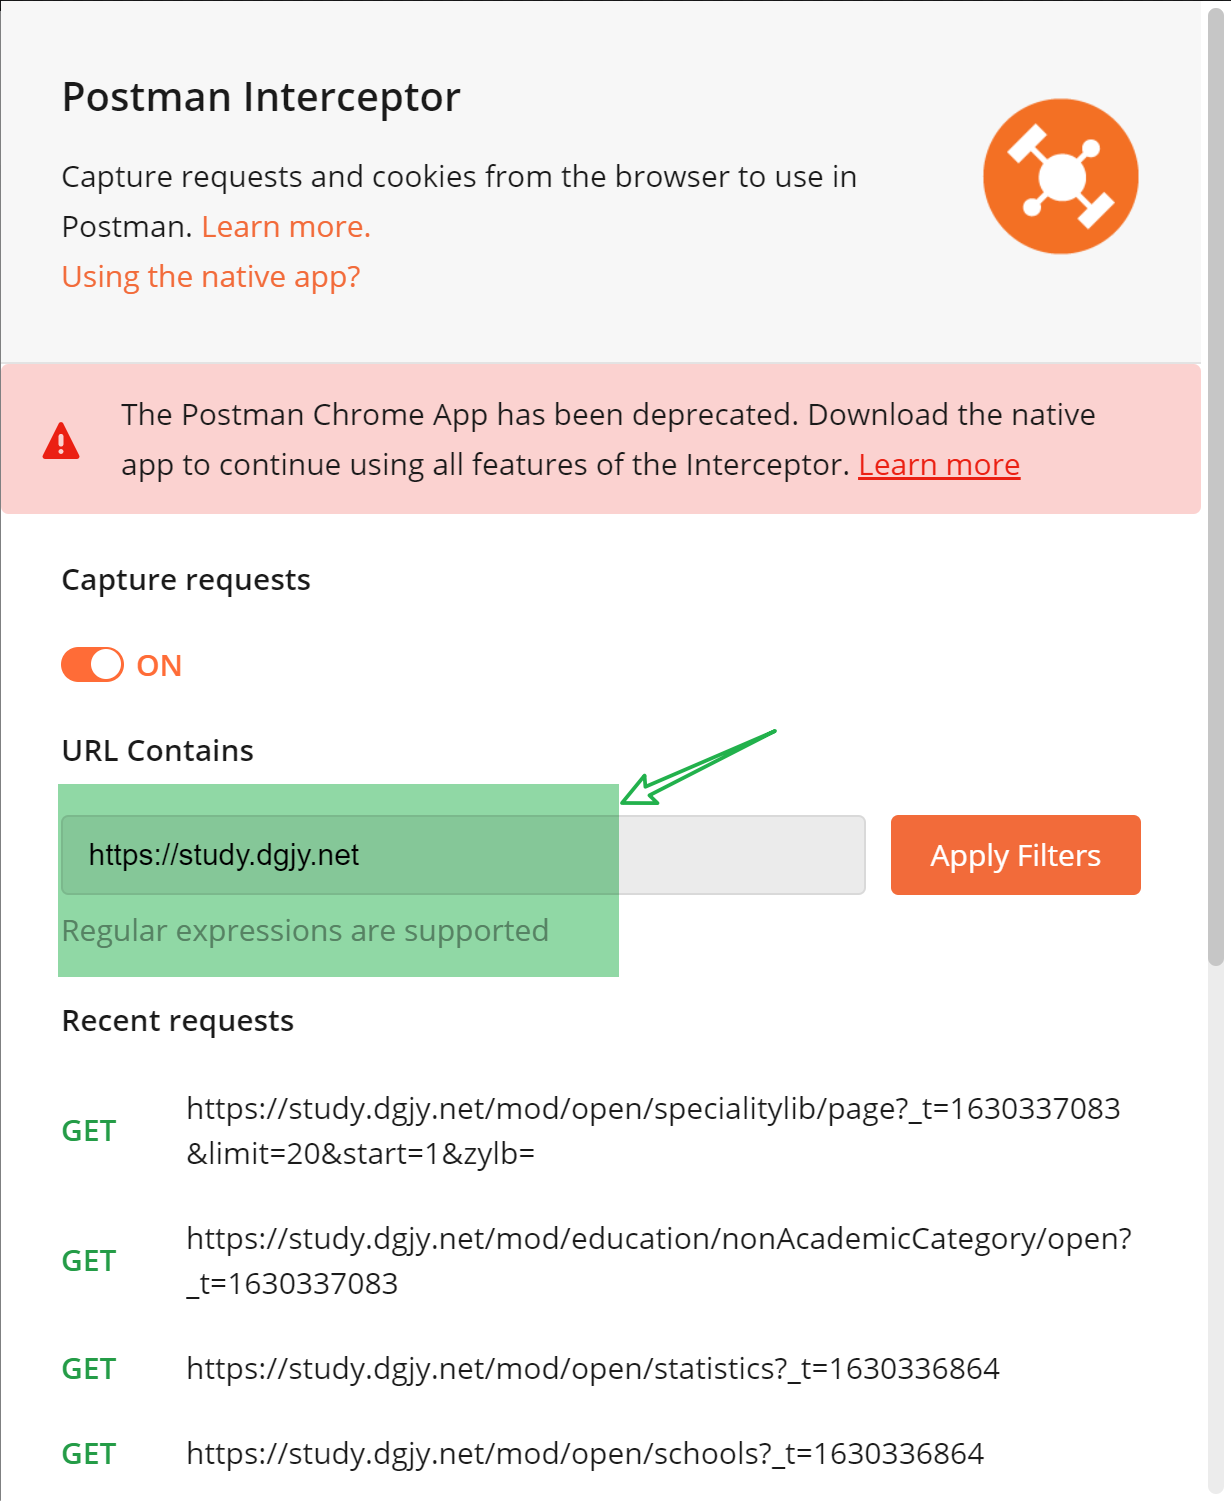 Postman Interceptor
Capture requests and cookies from the browser to use in
Postman. Learn more.
Using the native app?
The Postman Chrome App has been deprecated. Download the native
app to continue using all features of the Interceptor. Learn more
Capture requests
ON
URL Contains
https://study.dgjy.net
Apply Filters
Regular expressions are supported
Recent requests
GET
https://study.dgjy.net/mod/open/specialitylib/page?_t=1630337083
&limit=20&start=1&zylb=
GET
https://study.dgjy.net/mod/education/nonAcademicCategory/open?
_t=1630337083
GET https://study.dgjy.net/mod/open/statistics?_t=1630336864
GET https://study.dgjy.net/mod/open/schools?_t=1630336864